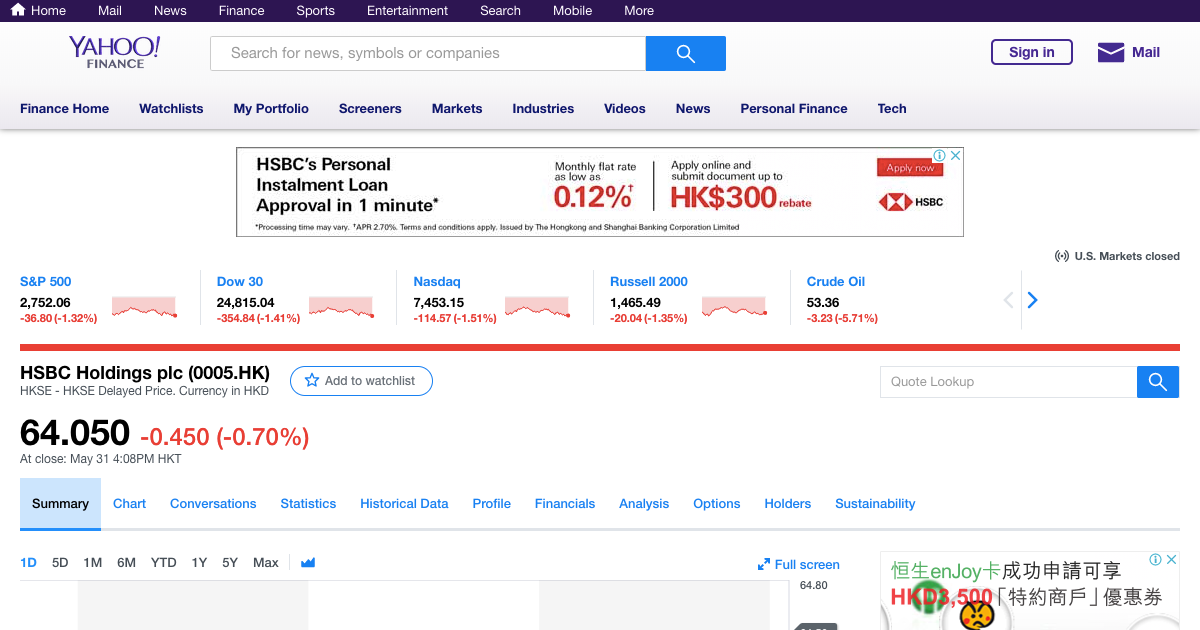 Home Mail News Finance Sports Entertainment Search Mobile More
YAHOO!
FINANCE
Search for news, symbols or companies
Sign in
Mail
Finance Home Watchlists My Portfolio Screeners Markets Industries Videos News Personal Finance Tech
HSBC's Personal
Instalment Loan
Approval in 1 minute*
Monthly flat rate
as low as
0.12%†
Apply online and
submit document up to
HK$300 rebate
Apply now
HSBC
*Processing time may vary. †APR 2.70%. Terms and conditions apply. Issued by The Hongkong and Shanghai Banking Corporation Limited
U.S. Markets closed
S&P 500
2,752.06
-36.80 (-1.32%)
Dow 30
24,815.04
-354.84 (-1.41%)
Nasdaq
7,453.15
-114.57 (-1.51%)
Russell 2000
1,465.49
-20.04 (-1.35%)
Crude Oil
53.36
-3.23 (-5.71%)
HSBC Holdings plc (0005.HK)
HKSE - HKSE Delayed Price. Currency in HKD
Add to watchlist
Quote Lookup
64.050 -0.450 (-0.70%)
At close: May 31 4:08PM HKT
Summary Chart Conversations Statistics Historical Data Profile Financials Analysis Options Holders Sustainability
1D 5D 1M 6M YTD 1Y 5Y Max
Full screen
64.80
恒生enJoy卡成功申請可享
HKD3,500「特約商戶」優惠券